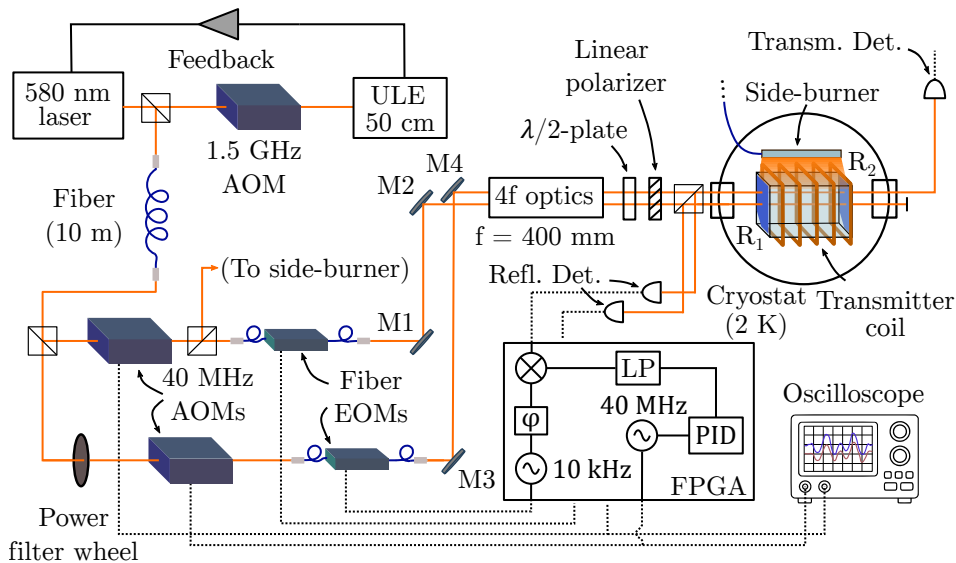 580 nm
laser
Feedback
1.5 GHz
AOM
ULE
50 cm
Fiber
(10 m)
(To side-burner)
40 MHz
AOMs
Fiber
EOMs
Power
filter wheel
M1
M2
M3
M4
4f optics
f = 400 mm
λ/2-plate
Linear
polarizer
Refl. Det.
Transm. Det.
Side-burner
R1
R2
Cryostat
(2 K)
Transmitter
coil
LP
40 MHz
PID
φ
10 kHz
FPGA
Oscilloscope